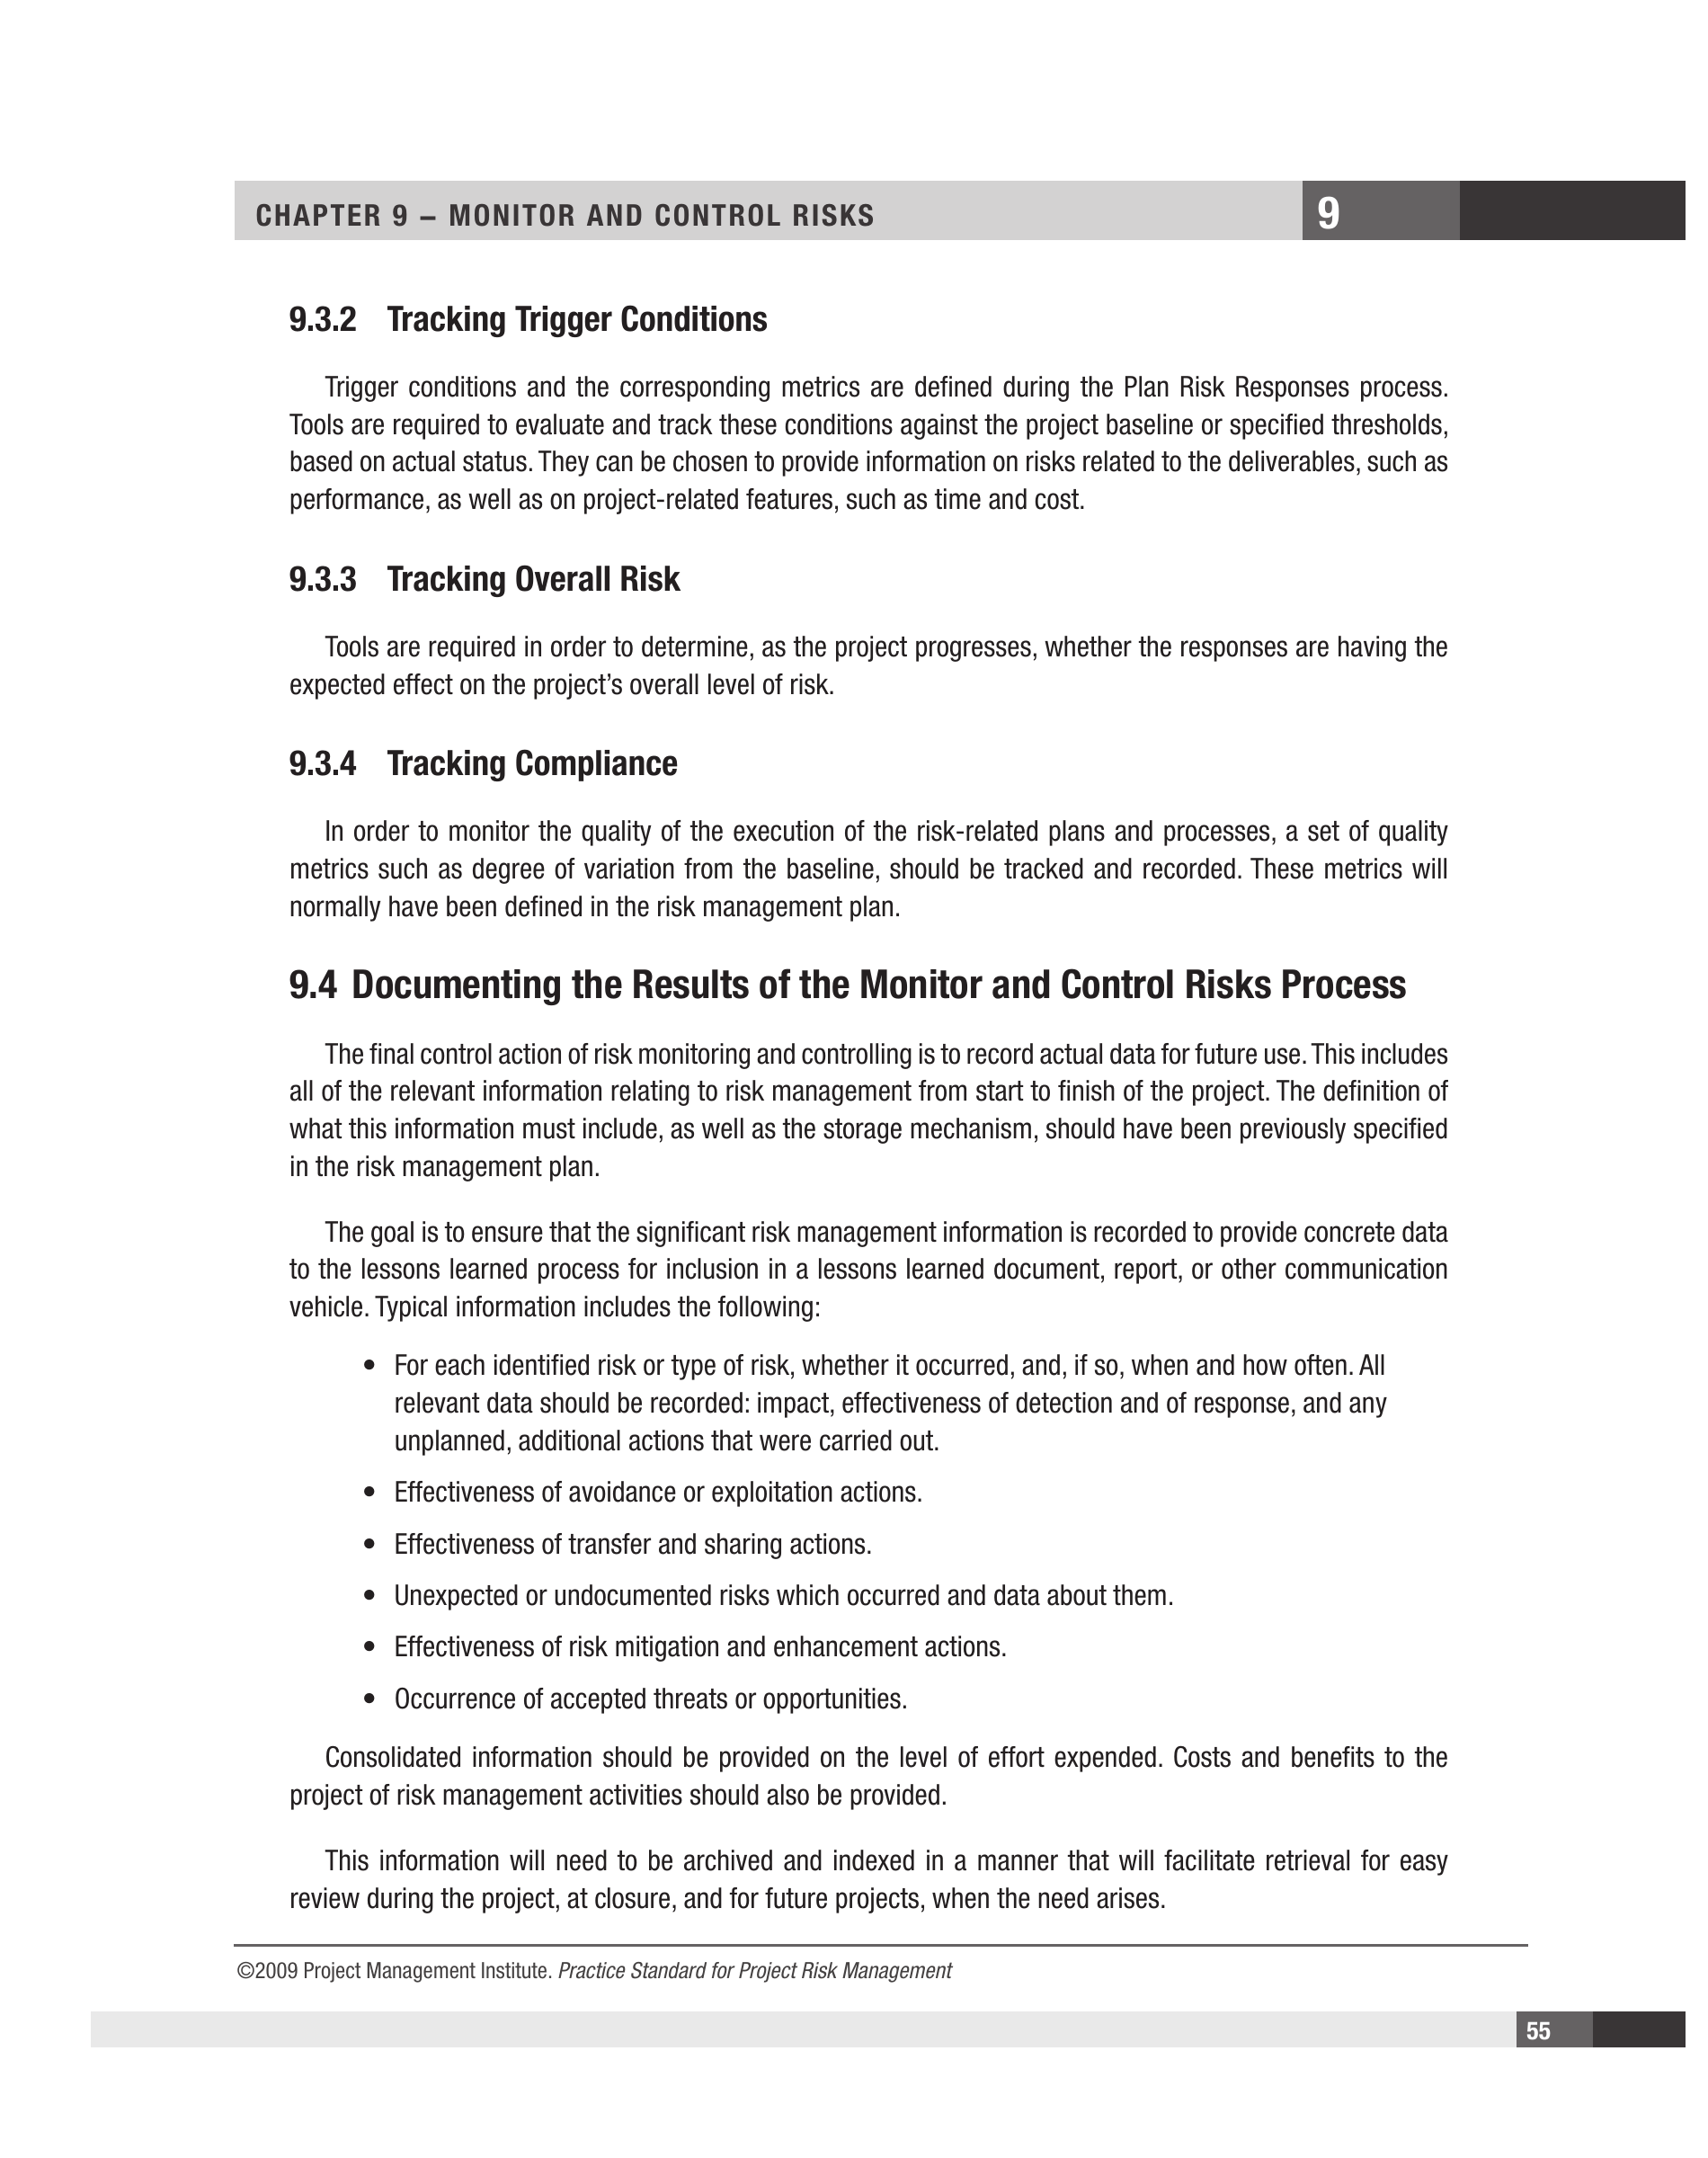 CHAPTER 9 – MONITOR AND CONTROL RISKS 9
9.3.2 Tracking Trigger Conditions
Trigger conditions and the corresponding metrics are defined during the Plan Risk Responses process.
Tools are required to evaluate and track these conditions against the project baseline or specified thresholds,
based on actual status. They can be chosen to provide information on risks related to the deliverables, such as
performance, as well as on project-related features, such as time and cost.
9.3.3 Tracking Overall Risk
Tools are required in order to determine, as the project progresses, whether the responses are having the
expected effect on the project’s overall level of risk.
9.3.4 Tracking Compliance
In order to monitor the quality of the execution of the risk-related plans and processes, a set of quality
metrics such as degree of variation from the baseline, should be tracked and recorded. These metrics will
normally have been defined in the risk management plan.
9.4 Documenting the Results of the Monitor and Control Risks Process
The final control action of risk monitoring and controlling is to record actual data for future use. This includes
all of the relevant information relating to risk management from start to finish of the project. The definition of
what this information must include, as well as the storage mechanism, should have been previously specified
in the risk management plan.
The goal is to ensure that the significant risk management information is recorded to provide concrete data
to the lessons learned process for inclusion in a lessons learned document, report, or other communication
vehicle. Typical information includes the following:
• For each identified risk or type of risk, whether it occurred, and, if so, when and how often. All
relevant data should be recorded: impact, effectiveness of detection and of response, and any
unplanned, additional actions that were carried out.
• Effectiveness of avoidance or exploitation actions.
• Effectiveness of transfer and sharing actions.
• Unexpected or undocumented risks which occurred and data about them.
• Effectiveness of risk mitigation and enhancement actions.
• Occurrence of accepted threats or opportunities.
Consolidated information should be provided on the level of effort expended. Costs and benefits to the
project of risk management activities should also be provided.
This information will need to be archived and indexed in a manner that will facilitate retrieval for easy
review during the project, at closure, and for future projects, when the need arises.
©2009 Project Management Institute. Practice Standard for Project Risk Management
55